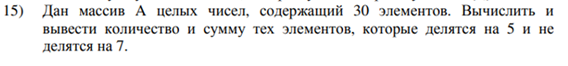 15) Дан массив А целых чисел, содержащий 30 элементов. Вычислить и
вывести количество и сумму тех элементов, которые делятся на 5 и не
делятся на 7.